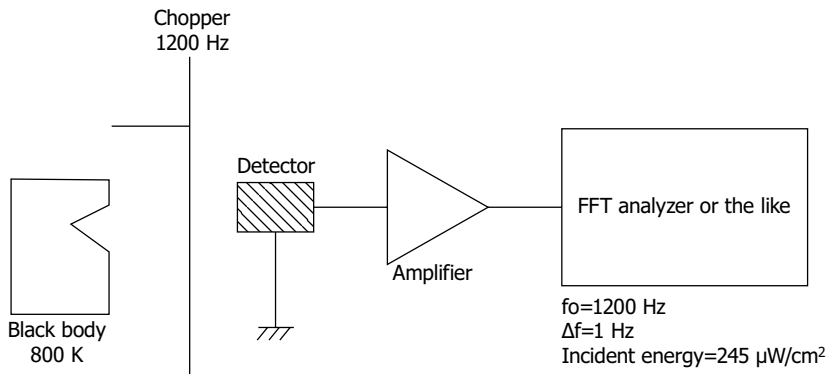 Chopper
1200 Hz
Detector
FFT analyzer or the like
Amplifier
Black body
800 K
fo=1200 Hz
Δf=1 Hz
Incident energy=245 μW/cm²